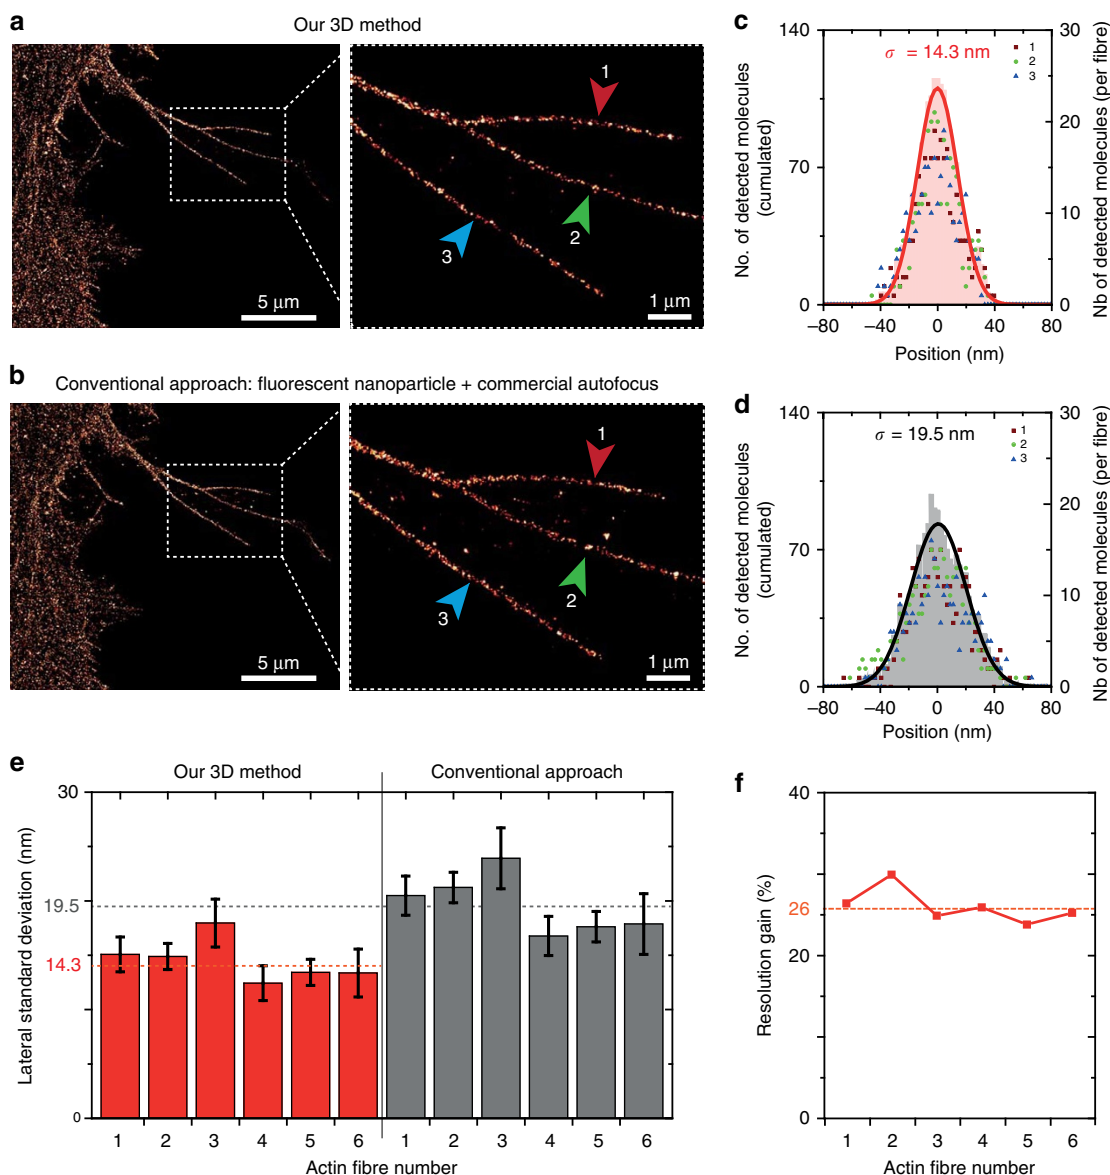 a
Our 3D method
1
2
3
5 μm
1 μm
b
Conventional approach: fluorescent nanoparticle + commercial autofocus
1
2
3
5 μm
1 μm
c
140
70
0
No. of detected molecules
(cumulated)
σ = 14.3 nm
1
2
3
30
20
10
0
Nb of detected molecules (per fibre)
–80 –40 0 40 80
Position (nm)
d
140
70
0
No. of detected molecules
(cumulated)
σ = 19.5 nm
1
2
3
30
20
10
0
Nb of detected molecules (per fibre)
–80 –40 0 40 80
Position (nm)
e
Our 3D method
Conventional approach
30
19.5
14.3
0
Lateral standard deviation (nm)
1 2 3 4 5 6 1 2 3 4 5 6
Actin fibre number
f
40
26
20
0
Resolution gain (%)
1 2 3 4 5 6
Actin fibre number